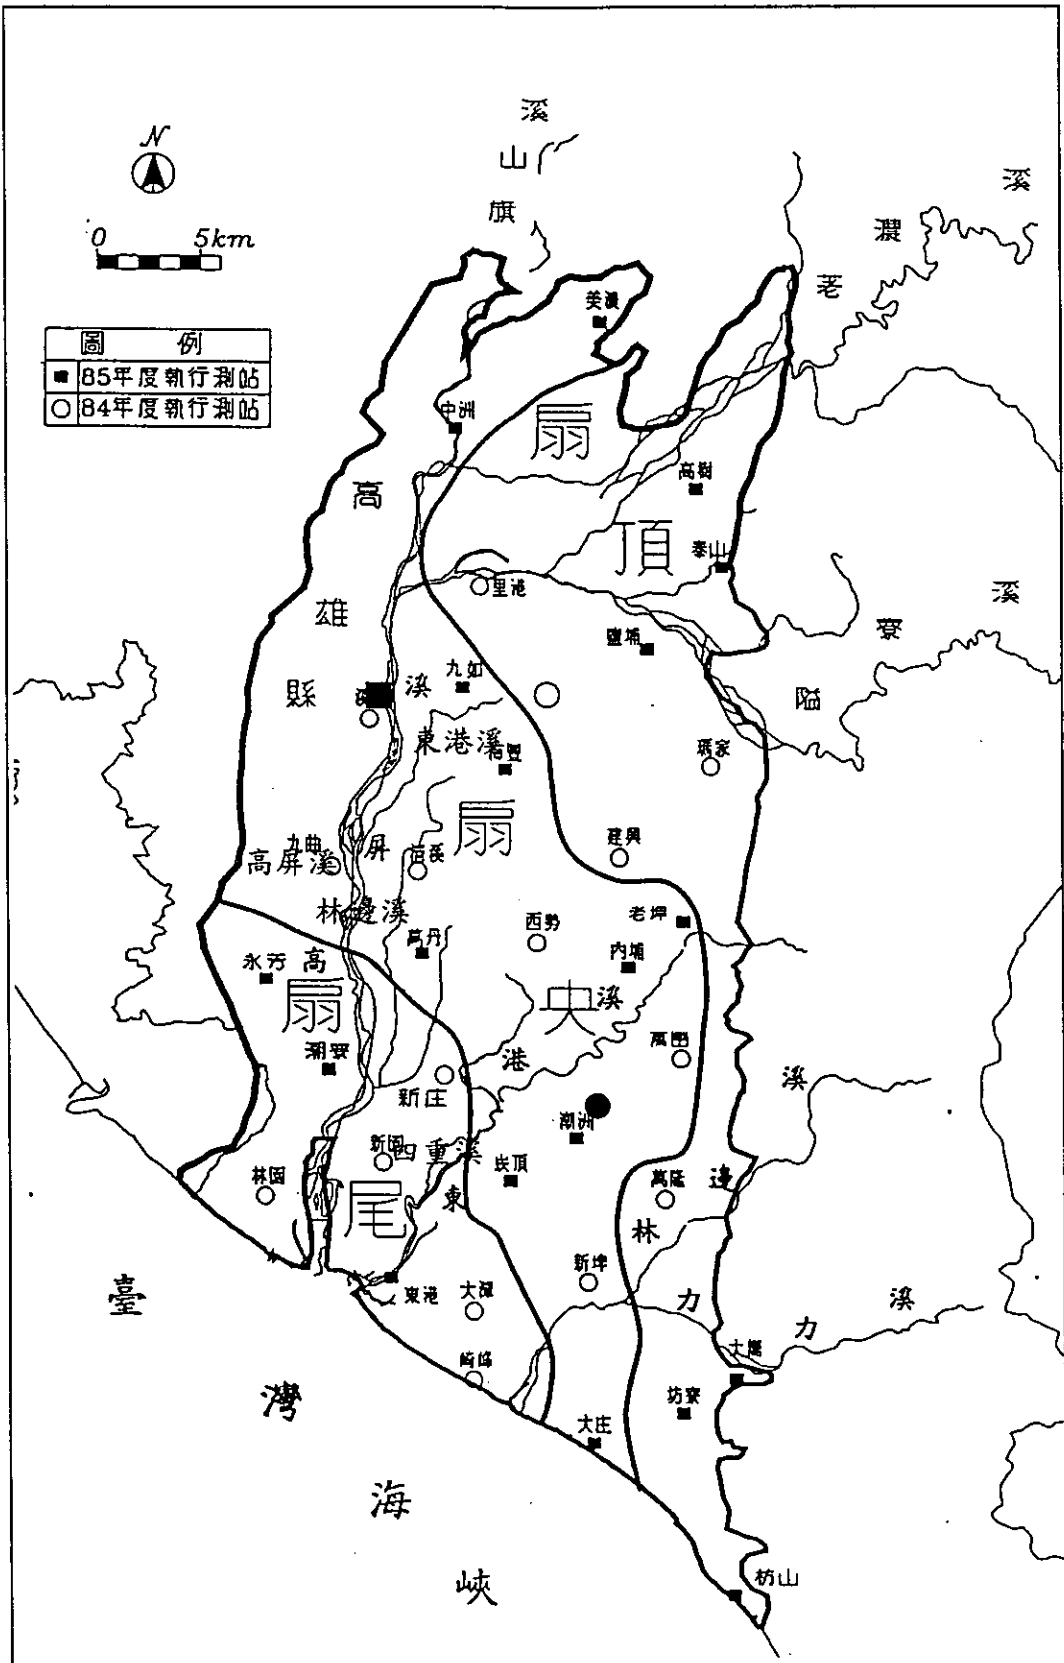 N
0 5km
圖 例
85年度執行測站
84年度執行測站
溪
山
旗
溪
濃
荖
美濃
中洲
扇
高樹
頂
泰山
高
雄
縣
里港
鹽埔
溪
寮
隘
九如
溪
東港溪
瑪家
扇
建興
九曲
屏
高屏溪
林邊溪
西勢
老埤
萬丹
內埔
永芳
高
扇
央
溪
潮寮
港
萬巒
新庄
溪
潮州
新園
四重溪
崁頂
林園
尾
東
萬隆
邊
林
新埤
東港
大潭
力
力
溪
崎峰
大庄
坊寮
枋山
臺
灣
海
峽